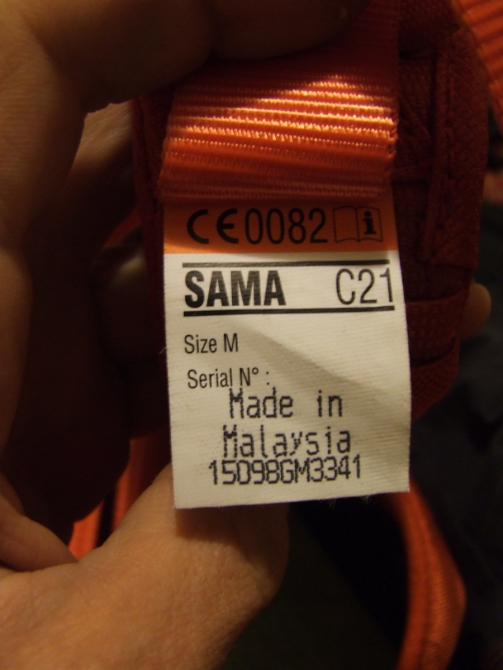 CE0082 i
SAMA C21
Size M
Serial N° :
Made in
Malaysia
15098GM3341